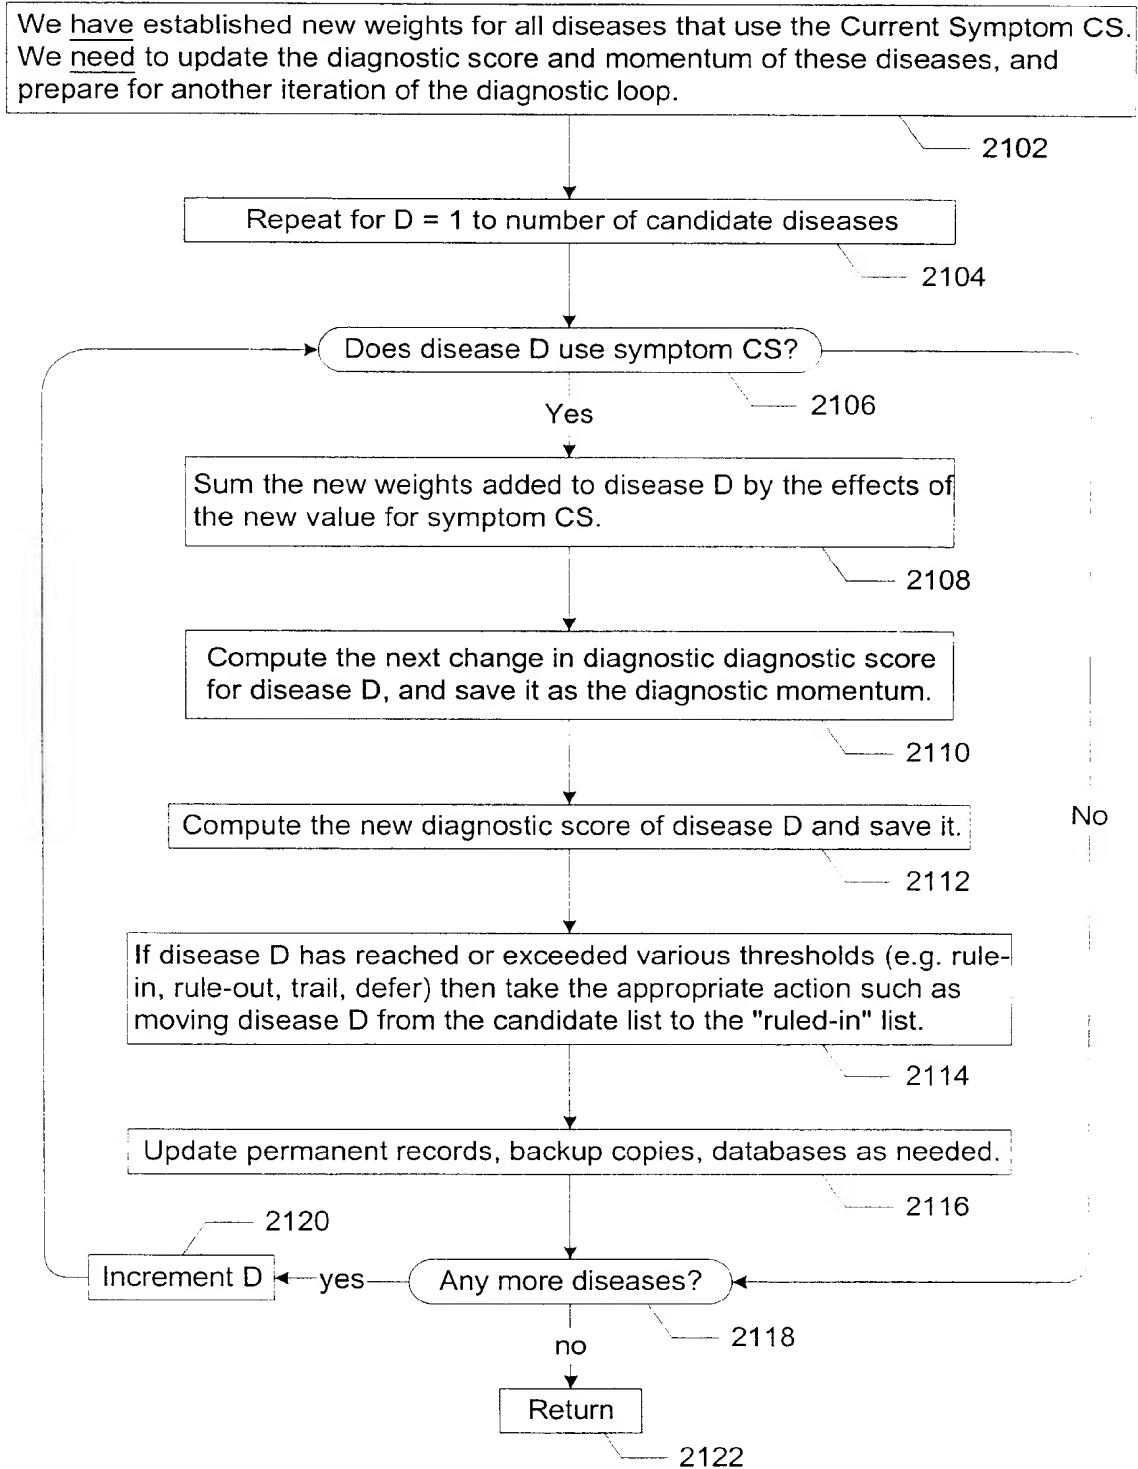 We have established new weights for all diseases that use the Current Symptom CS.
We need to update the diagnostic score and momentum of these diseases, and
prepare for another iteration of the diagnostic loop.
2102
Repeat for D = 1 to number of candidate diseases
2104
Does disease D use symptom CS?
2106
Yes
Sum the new weights added to disease D by the effects of
the new value for symptom CS.
2108
Compute the next change in diagnostic diagnostic score
for disease D, and save it as the diagnostic momentum.
2110
No
Compute the new diagnostic score of disease D and save it.
2112
If disease D has reached or exceeded various thresholds (e.g. rule-
in, rule-out, trail, defer) then take the appropriate action such as
moving disease D from the candidate list to the "ruled-in" list.
2114
Update permanent records, backup copies, databases as needed.
2116
2120
Increment D
yes
Any more diseases?
2118
no
Return
2122